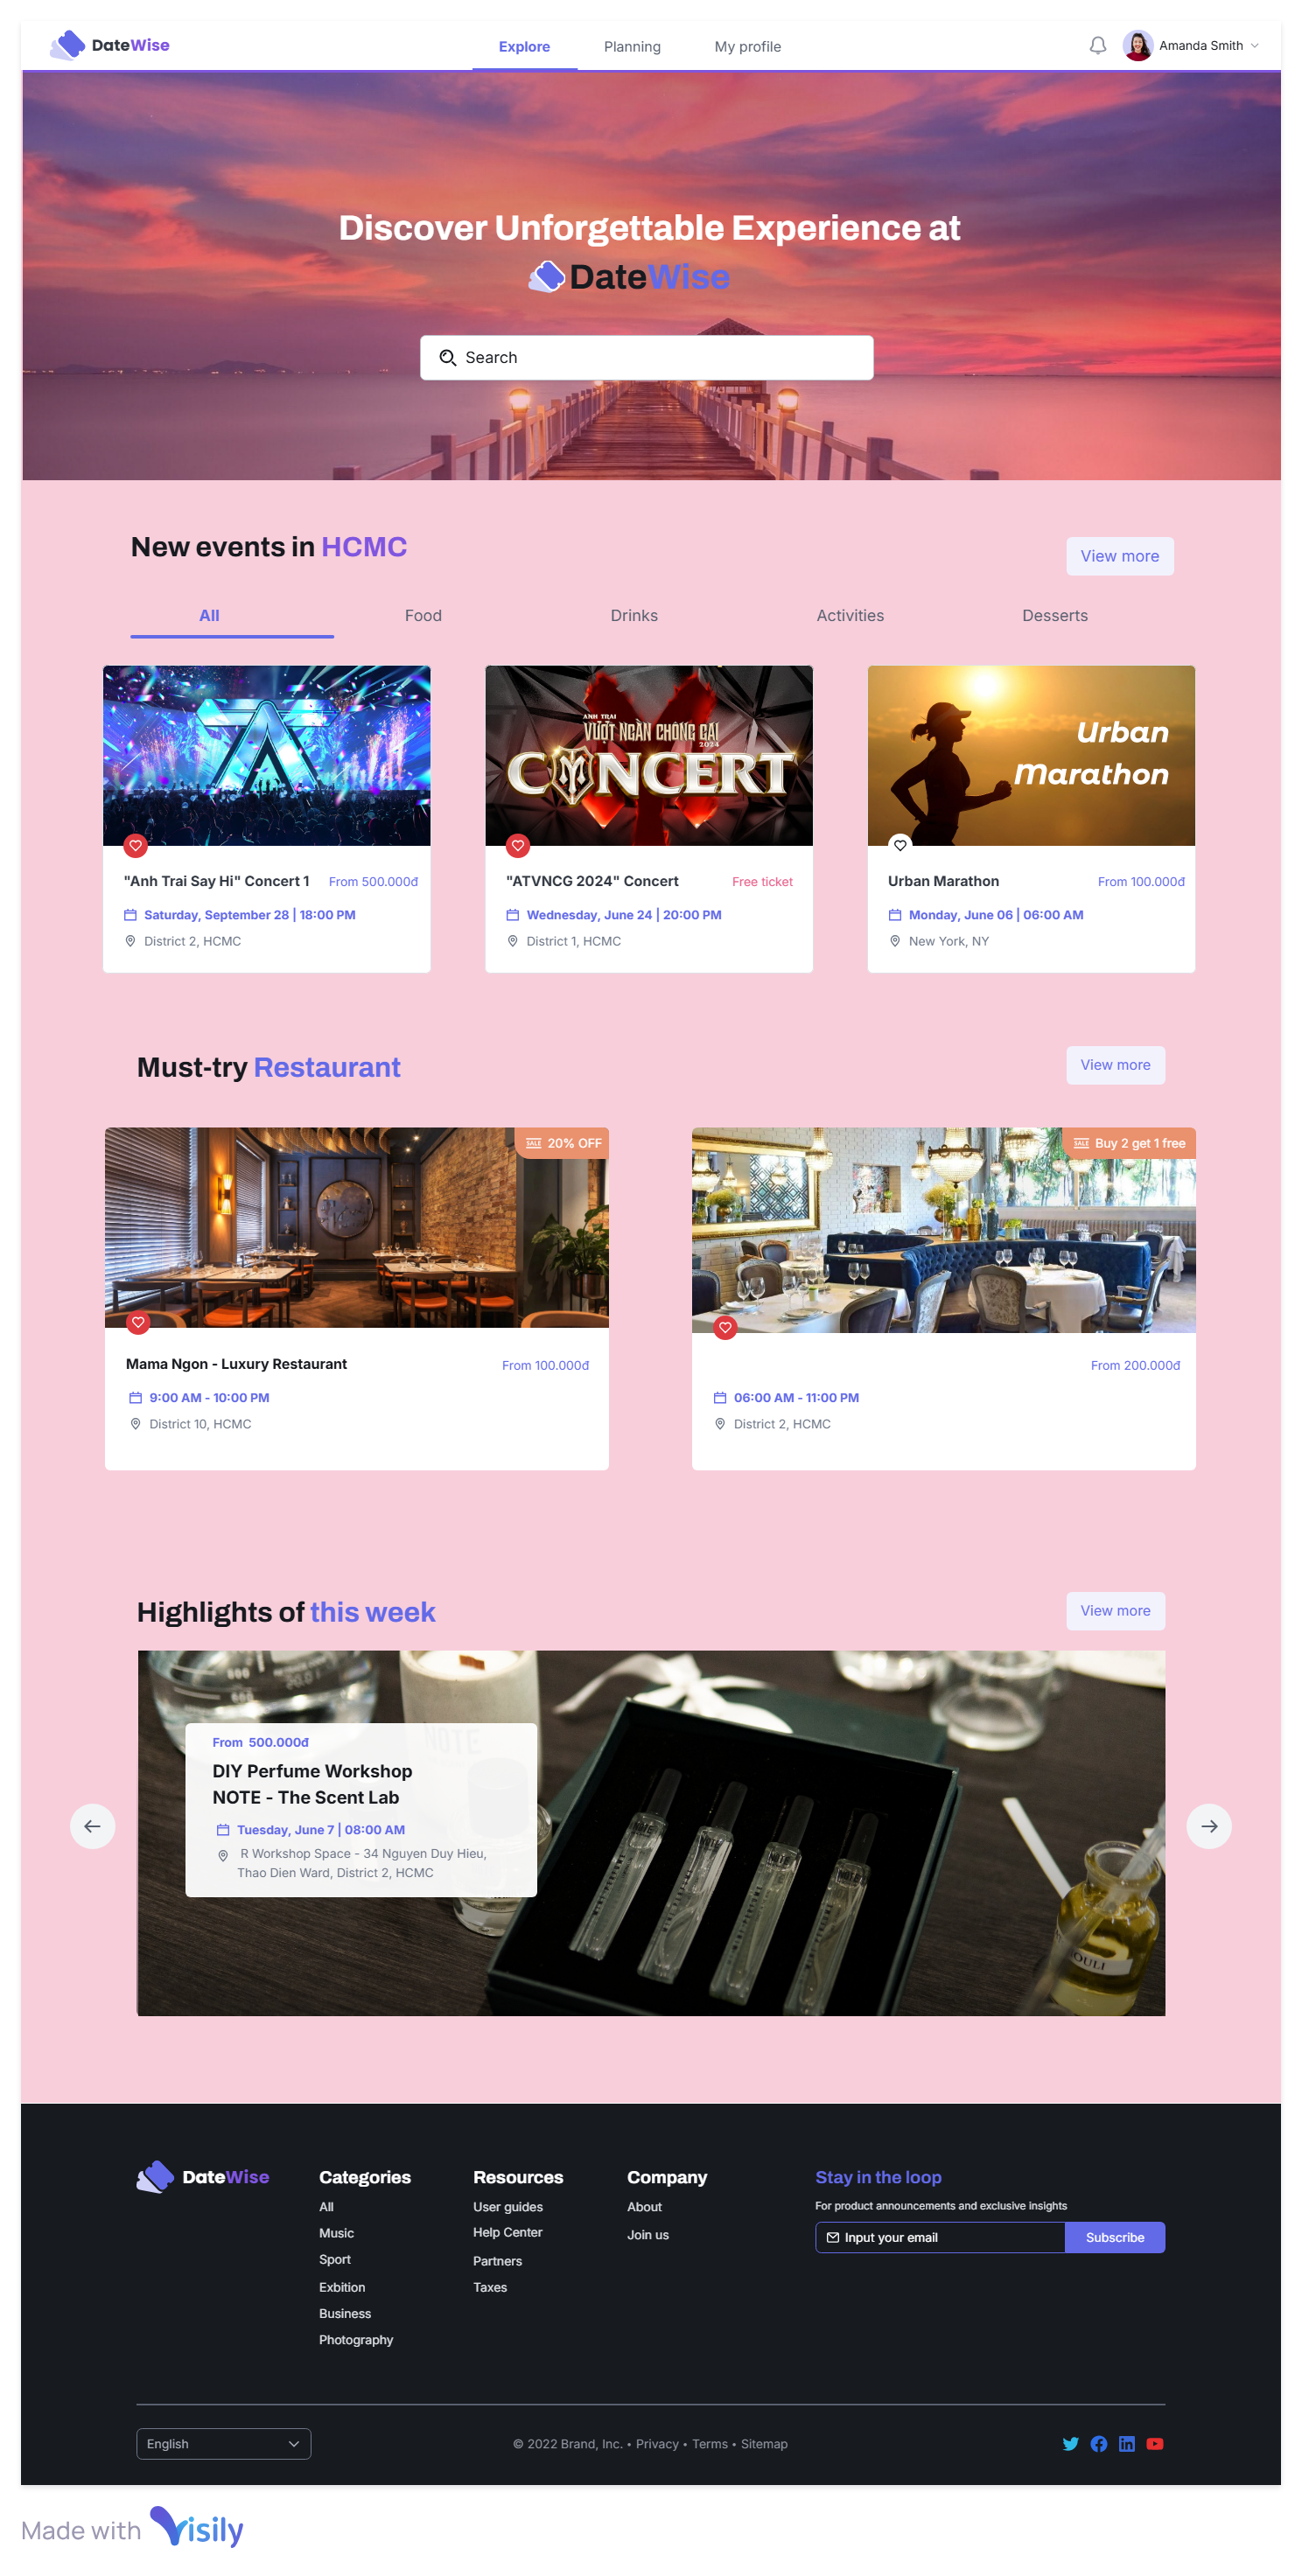 DateWise
Explore
Planning
My profile
Amanda Smith
Discover Unforgettable Experience at
DateWise
Search
New events in HCMC
View more
All
Food
Drinks
Activities
Desserts
ANH TRAI
VƯỢT NGÀN CHÔNG GAI
2024
CONCERT
Urban
Marathon
"Anh Trai Say Hi" Concert 1
From 500.000đ
Saturday, September 28 | 18:00 PM
District 2, HCMC
"ATVNCG 2024" Concert
Free ticket
Wednesday, June 24 | 20:00 PM
District 1, HCMC
Urban Marathon
From 100.000đ
Monday, June 06 | 06:00 AM
New York, NY
Must-try Restaurant
View more
SALE 20% OFF
SALE Buy 2 get 1 free
Mama Ngon - Luxury Restaurant
From 100.000đ
9:00 AM - 10:00 PM
District 10, HCMC
From 200.000đ
06:00 AM - 11:00 PM
District 2, HCMC
Highlights of this week
View more
NOTE
From 500.000đ
DIY Perfume Workshop
NOTE - The Scent Lab
Tuesday, June 7 | 08:00 AM
R Workshop Space - 34 Nguyen Duy Hieu,
Thao Dien Ward, District 2, HCMC
NOTE
NOTE
NOTE
NOTE
OULI
DateWise
Categories
All
Music
Sport
Exbition
Business
Photography
Resources
User guides
Help Center
Partners
Taxes
Company
About
Join us
Stay in the loop
For product announcements and exclusive insights
Input your email
Subscribe
English
© 2022 Brand, Inc. • Privacy • Terms • Sitemap
Made with Visily